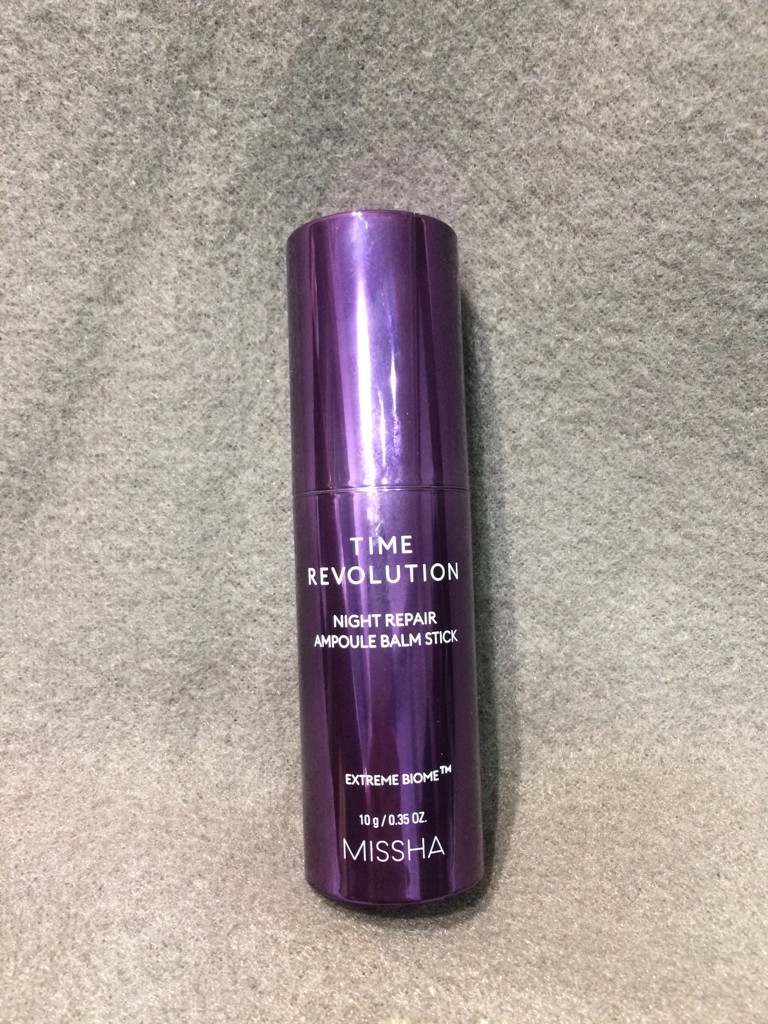 TIME
REVOLUTION
NIGHT REPAIR
AMPOULE BALM STICK
EXTREME BIOME™
10 g / 0.35 OZ.
MISSHA